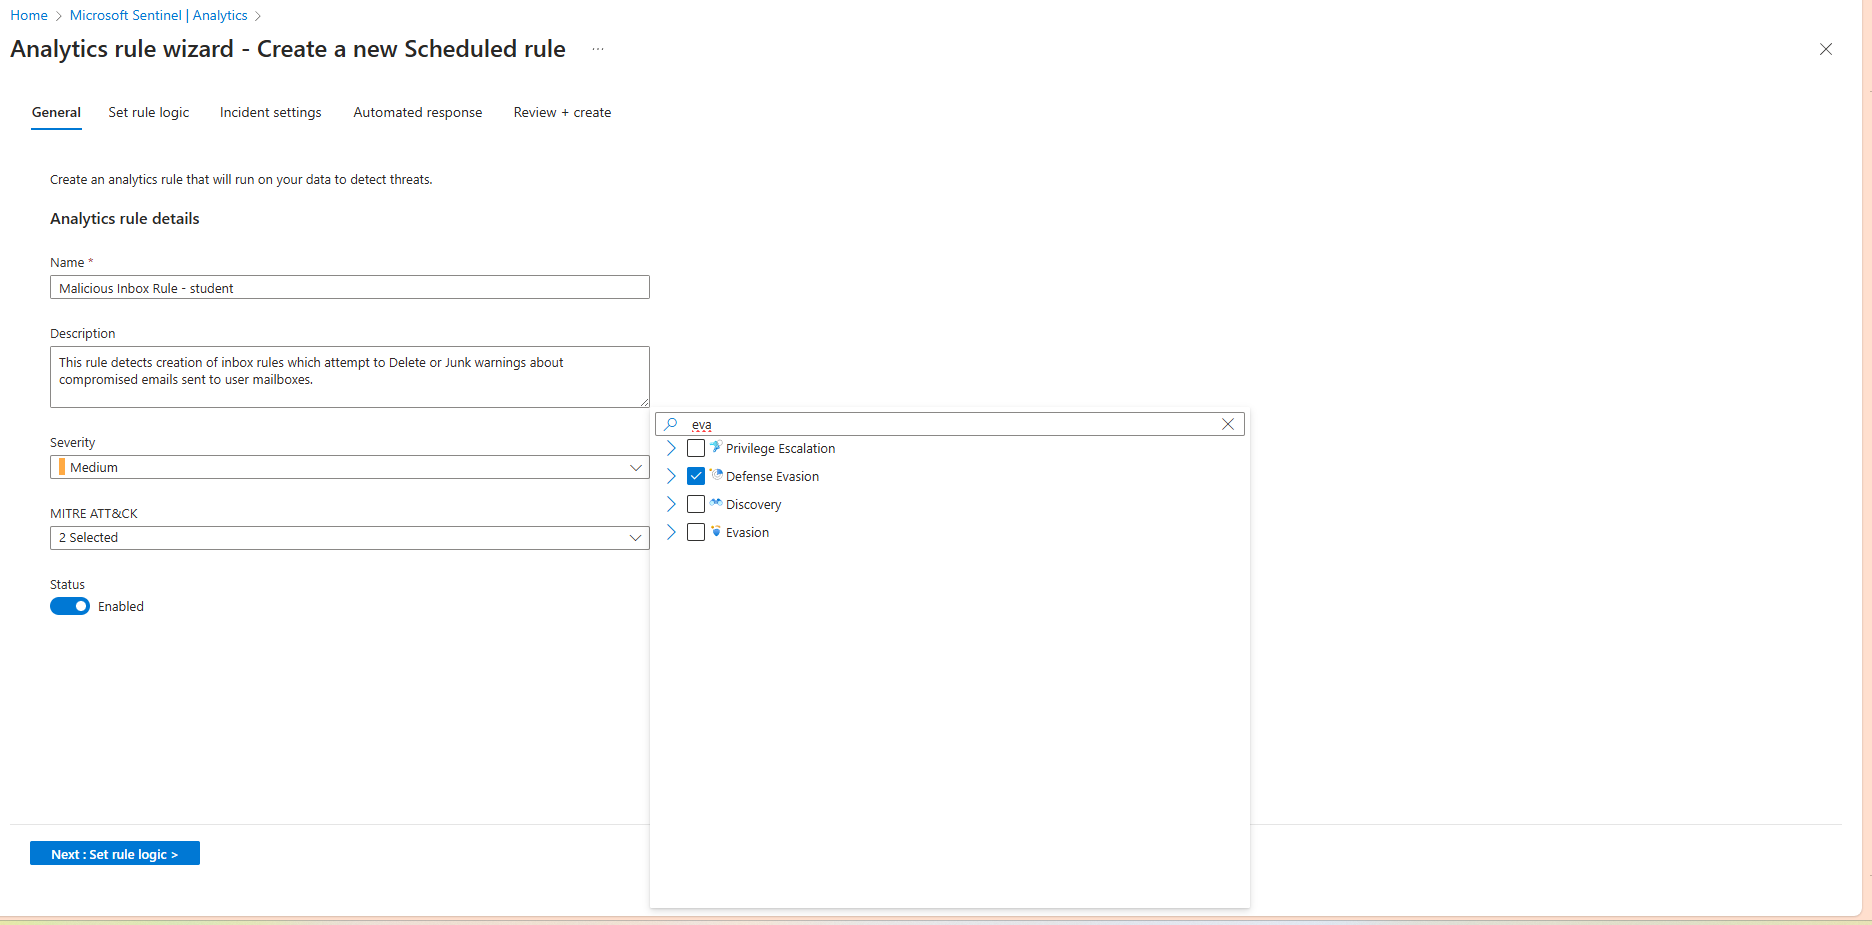 Home > Microsoft Sentinel | Analytics >
Analytics rule wizard - Create a new Scheduled rule ...
General Set rule logic Incident settings Automated response Review + create
Create an analytics rule that will run on your data to detect threats.
Analytics rule details
Name *
Malicious Inbox Rule - student
Description
This rule detects creation of inbox rules which attempt to Delete or Junk warnings about
compromised emails sent to user mailboxes.
Severity
Medium
MITRE ATT&CK
2 Selected
Status
Enabled
eva
Privilege Escalation
Defense Evasion
Discovery
Evasion
Next : Set rule logic >